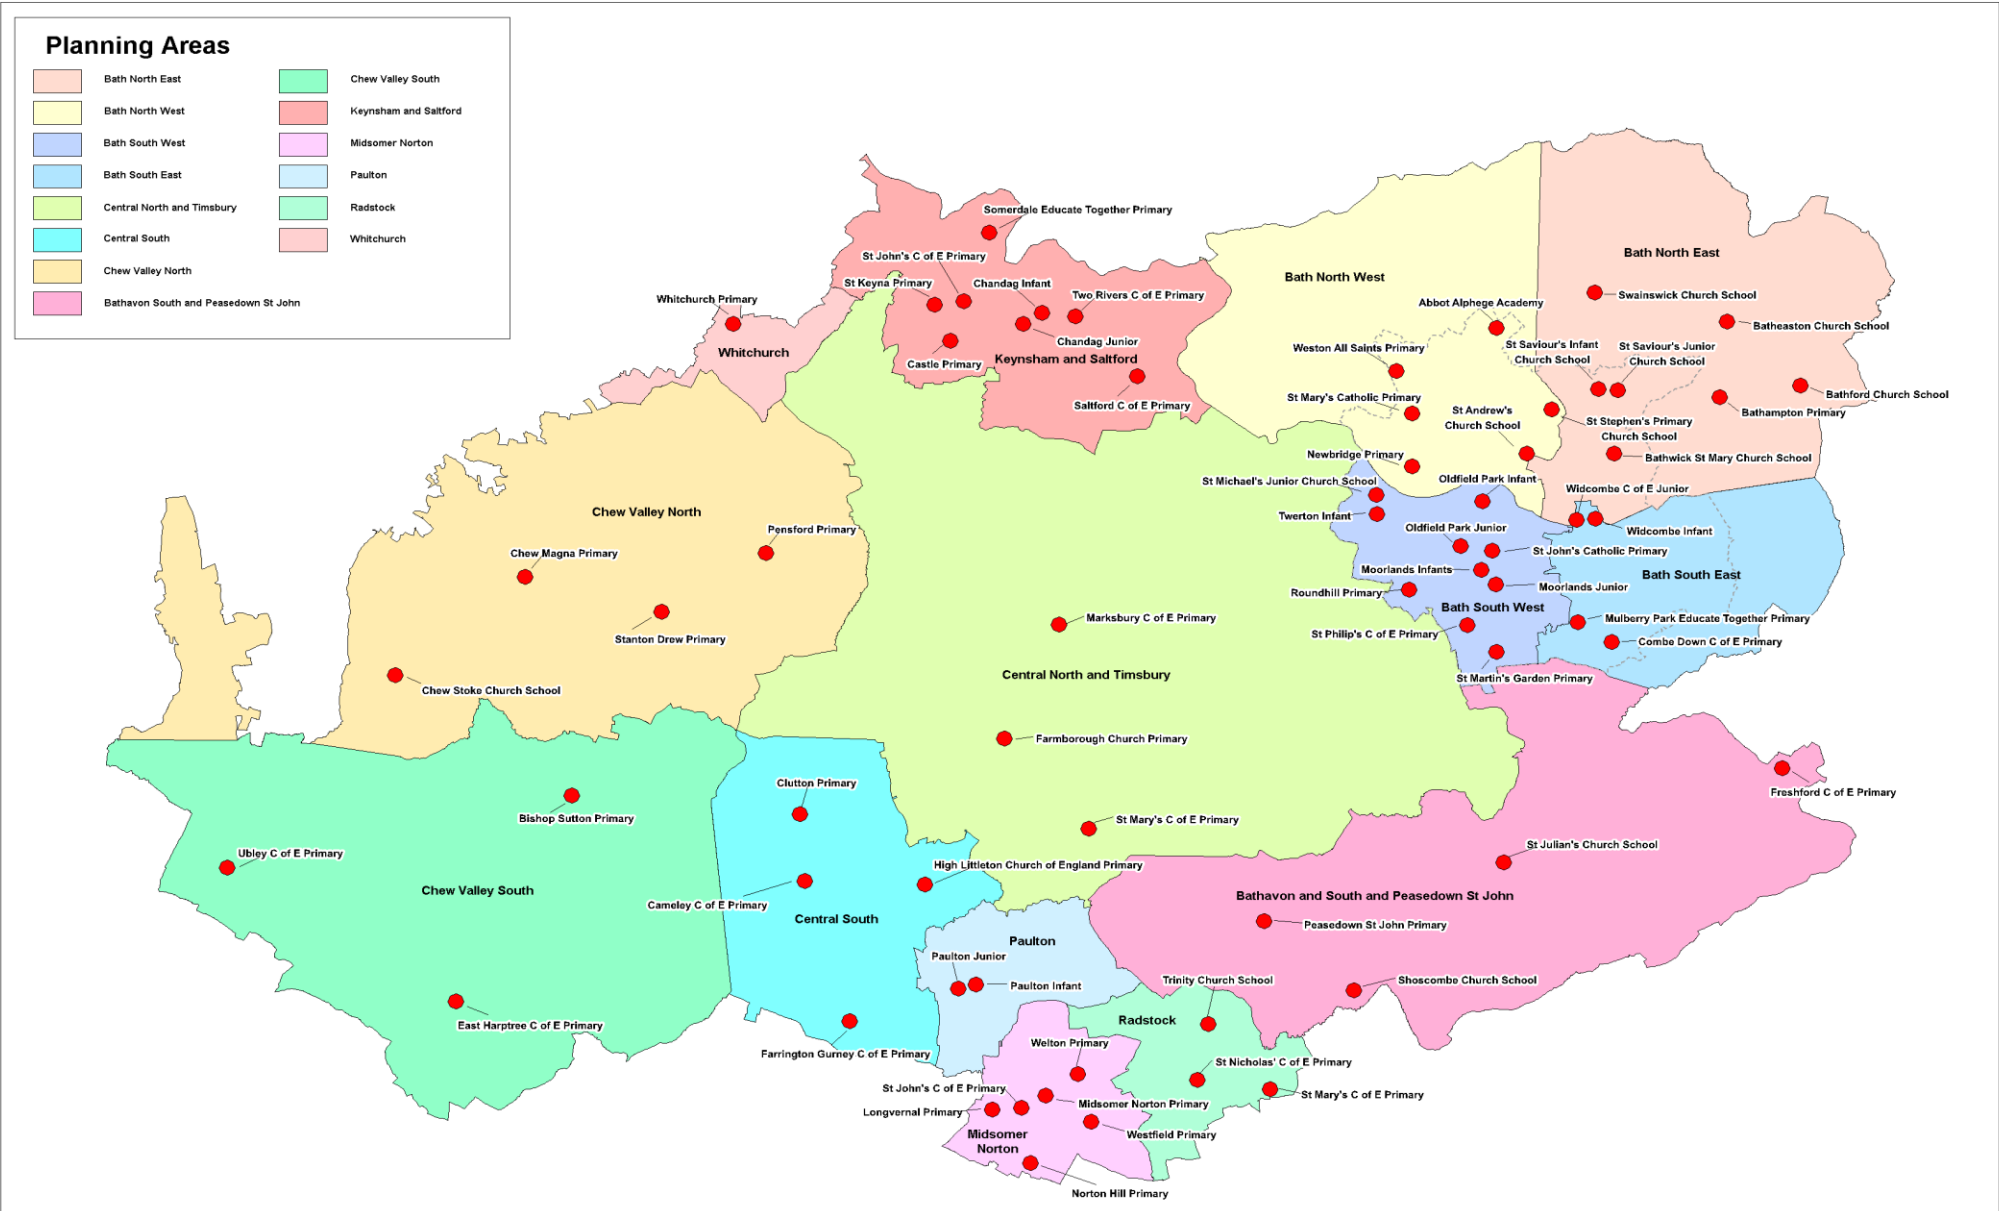 Planning Areas
Bath North East
Bath North West
Bath South West
Bath South East
Central North and Timsbury
Central South
Chew Valley North
Bathavon South and Peasedown St John
Chew Valley South
Keynsham and Saltford
Midsomer Norton
Paulton
Radstock
Whitchurch
Somerdale Educate Together Primary
St John's C of E Primary
St Keyna Primary
Chandag Infant
Two Rivers C of E Primary
Chandag Junior
Castle Primary
Keynsham and Saltford
Saltford C of E Primary
Whitchurch Primary
Whitchurch
Bath North West
Abbot Alphege Academy
Weston All Saints Primary
St Mary's Catholic Primary
St Andrew's
Church School
Newbridge Primary
Bath North East
Swainswick Church School
Batheaston Church School
St Saviour's Infant
Church School
St Saviour's Junior
Church School
Bathford Church School
Bathampton Primary
St Stephen's Primary
Church School
Bathwick St Mary Church School
St Michael's Junior Church School
Oldfield Park Infant
Widcombe C of E Junior
Twerton Infant
Oldfield Park Junior
Widcombe Infant
St John's Catholic Primary
Moorlands Infants
Bath South East
Moorlands Junior
Roundhill Primary
Bath South West
Mulberry Park Educate Together Primary
St Philip's C of E Primary
Combe Down C of E Primary
St Martin's Garden Primary
Chew Valley North
Pensford Primary
Chew Magna Primary
Stanton Drew Primary
Chew Stoke Church School
Marksbury C of E Primary
Central North and Timsbury
Farmborough Church Primary
St Mary's C of E Primary
Clutton Primary
Bishop Sutton Primary
Ubley C of E Primary
Chew Valley South
East Harptree C of E Primary
High Littleton Church of England Primary
Cameley C of E Primary
Central South
Farrington Gurney C of E Primary
Freshford C of E Primary
St Julian's Church School
Bathavon and South and Peasedown St John
Peasedown St John Primary
Shoscombe Church School
Paulton
Paulton Junior
Paulton Infant
Trinity Church School
Radstock
St Nicholas' C of E Primary
St Mary's C of E Primary
Welton Primary
St John's C of E Primary
Longvernal Primary
Midsomer Norton Primary
Westfield Primary
Midsomer
Norton
Norton Hill Primary